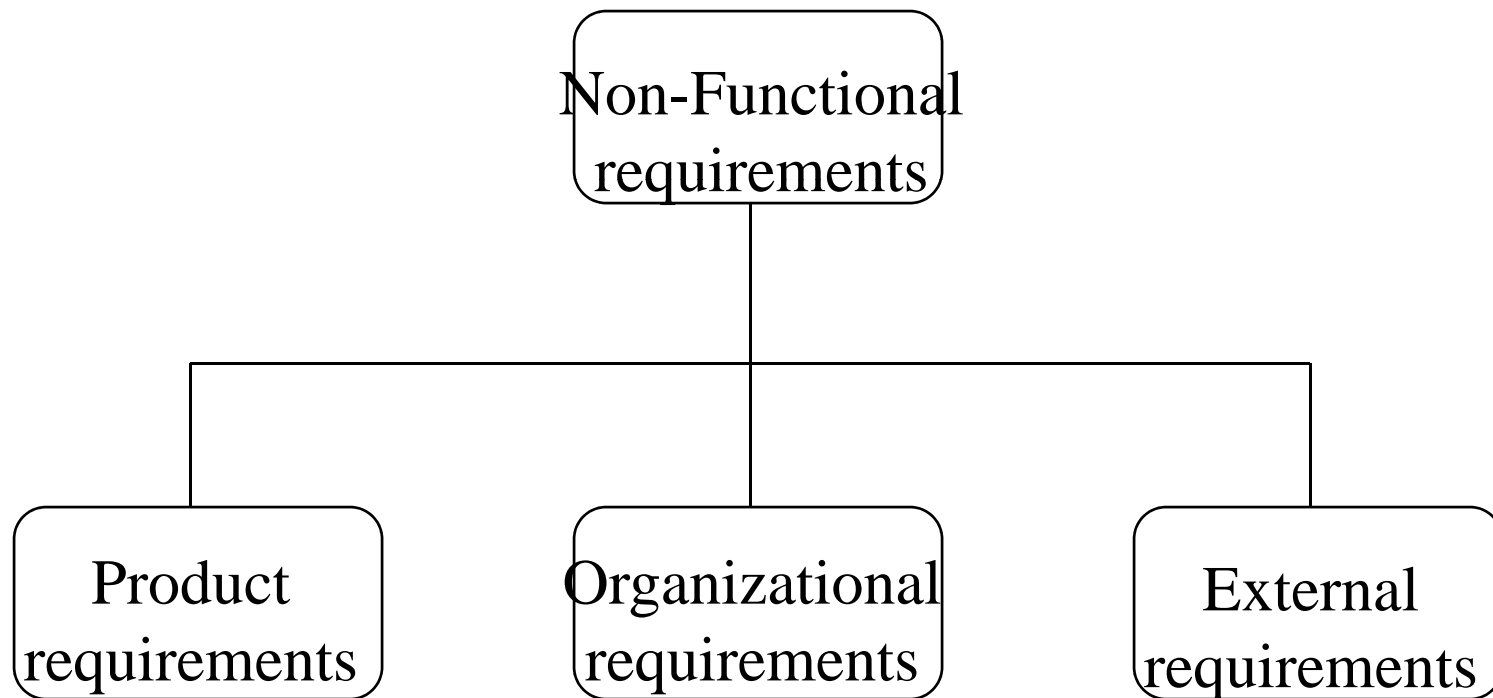 Non-Functional
requirements
Product
requirements
Organizational
requirements
External
requirements